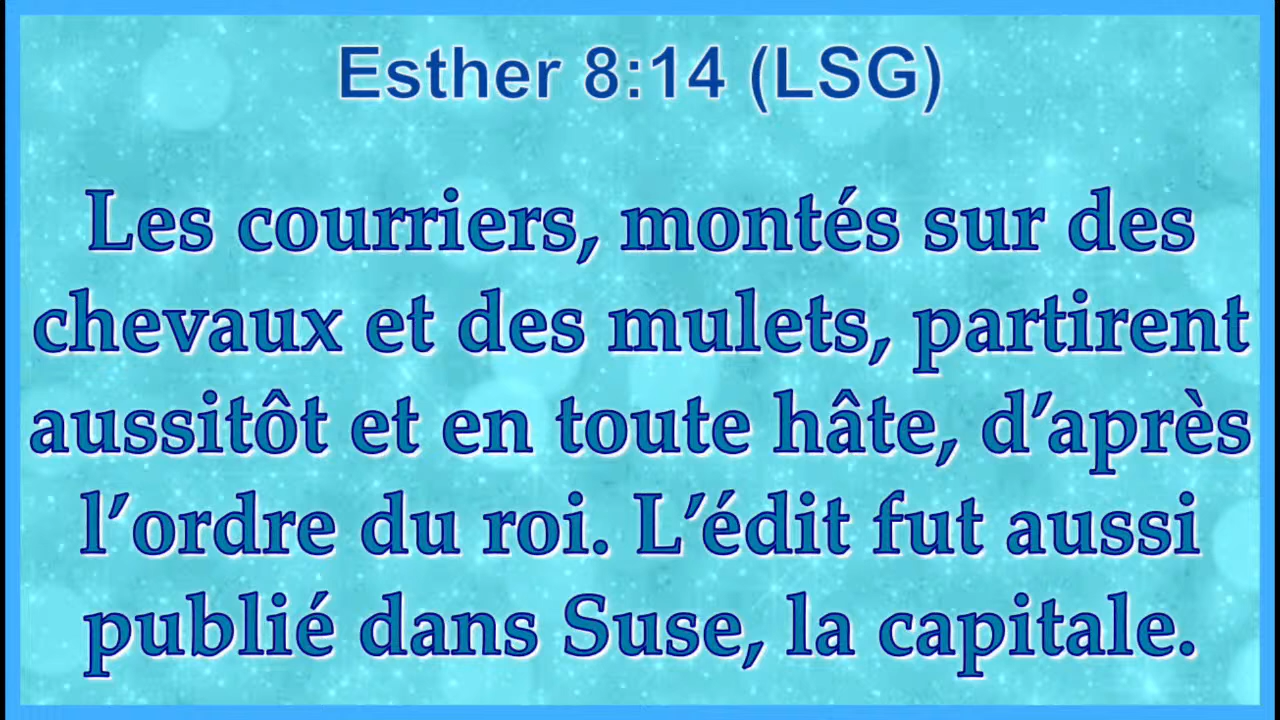 Esther 8:14 (LSG)
Les courriers, montés sur des
chevaux et des mulets, partirent
aussitôt et en toute hâte, d’après
l’ordre du roi. L’édit fut aussi
publié dans Suse, la capitale.